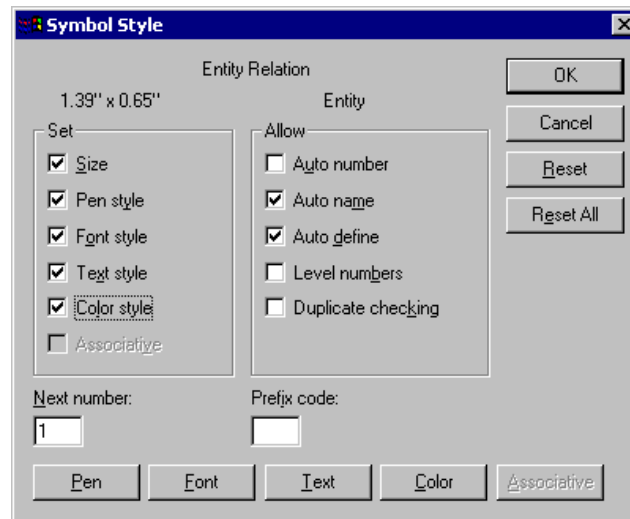 Symbol Style
Entity Relation
1.39" x 0.65" Entity
Set
Size
Pen style
Font style
Text style
Color style
Associative
Allow
Auto number
Auto name
Auto define
Level numbers
Duplicate checking
OK
Cancel
Reset
Reset All
Next number:
1
Prefix code:
Pen Font Text Color Associative